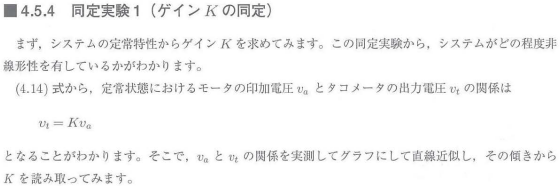 ■ 4.5.4 同定実験1(ゲイン K の同定)
まず,システムの定常特性からゲイン K を求めてみます。この同定実験から,システムがどの程度非
線形性を有しているかがわかります。
(4.14) 式から,定常状態におけるモータの印加電圧 vₐ とタコメータの出力電圧 vₜ の関係は
vₜ = Kvₐ
となることがわかります。そこで,vₐ と vₜ の関係を実測してグラフにして直線近似し,その傾きから
K を読み取ってみます。